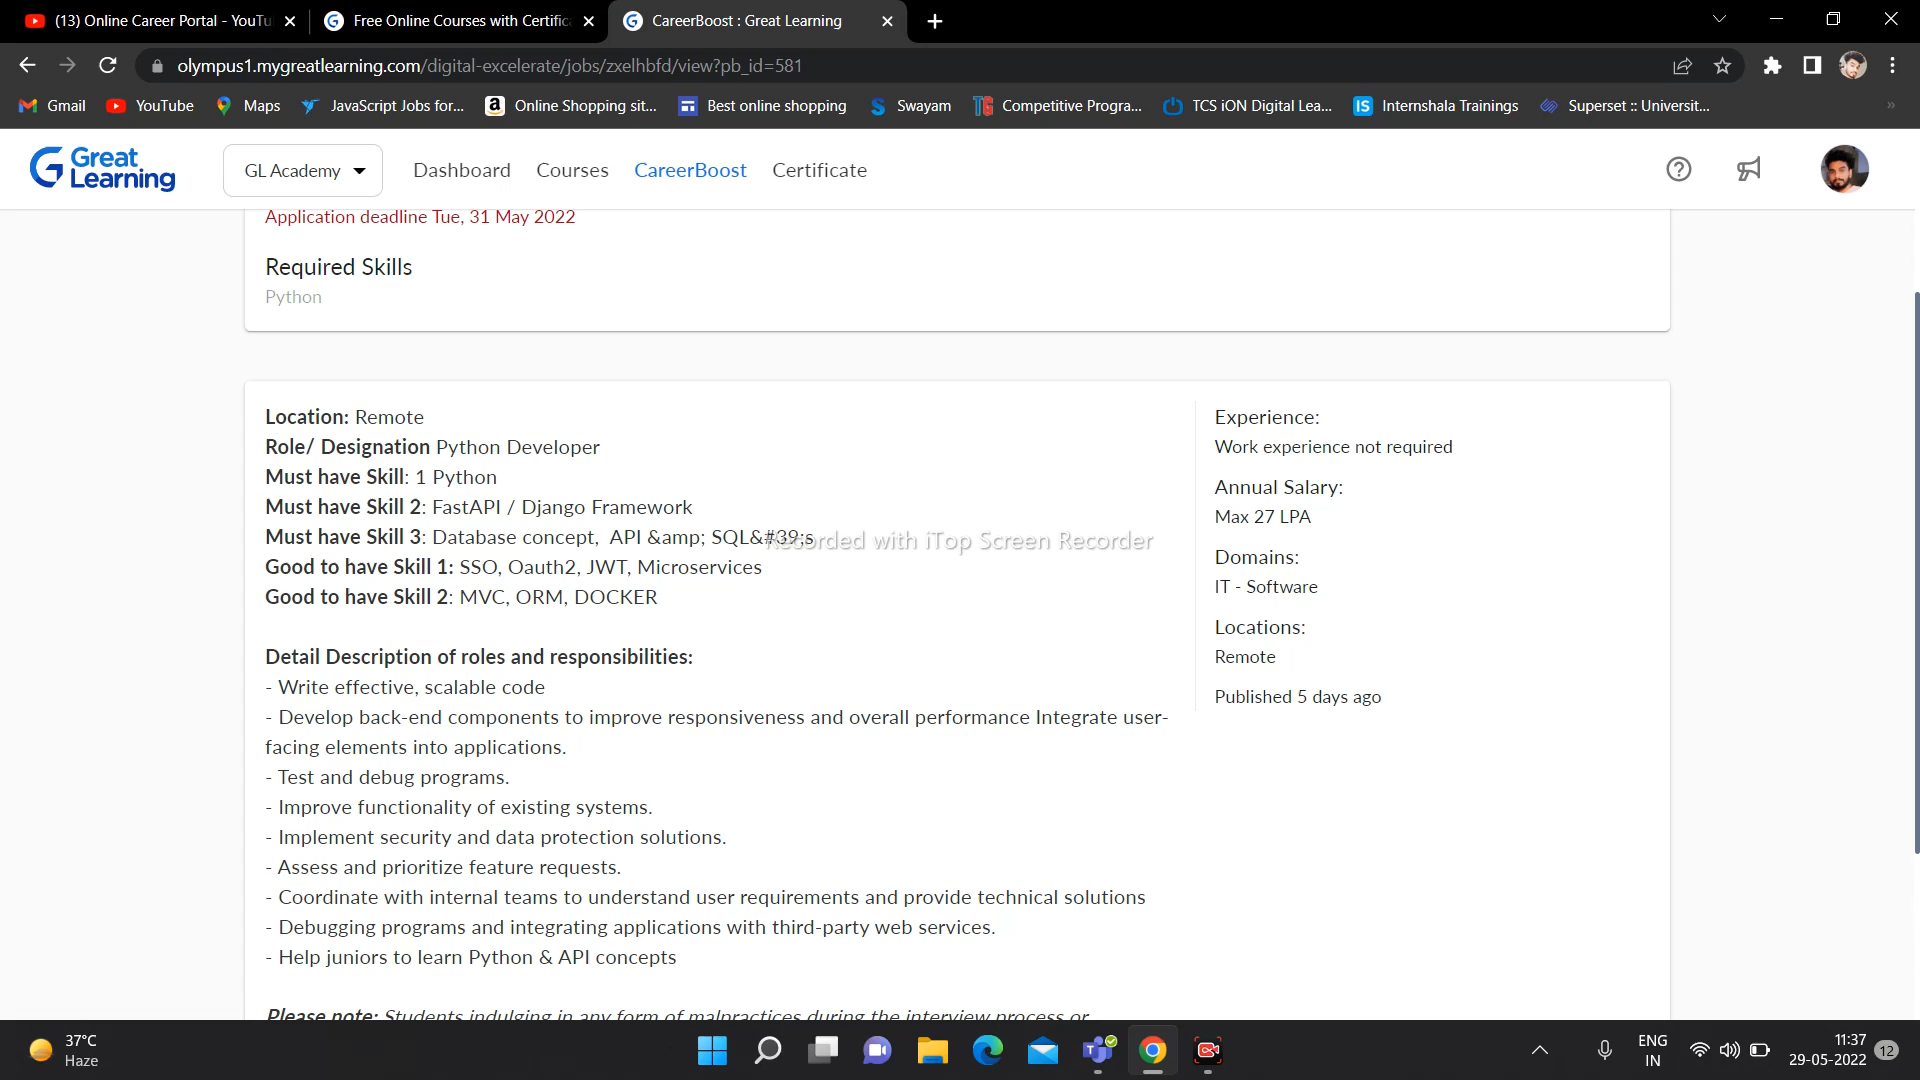 (13) Online Career Portal - YouTu
Free Online Courses with Certific
CareerBoost : Great Learning
olympus1.mygreatlearning.com/digital-excelerate/jobs/zxelhbfd/view?pb_id=581
Gmail YouTube Maps JavaScript Jobs for... Online Shopping sit... Best online shopping Swayam Competitive Progra... TCS iON Digital Lea... Internshala Trainings Superset :: Universit...
Great Learning
GL Academy Dashboard Courses CareerBoost Certificate
Application deadline Tue, 31 May 2022
Required Skills
Python
Location: Remote
Role/ Designation Python Developer
Must have Skill: 1 Python
Must have Skill 2: FastAPI / Django Framework
Must have Skill 3: Database concept, API &amp; SQL&#39;s
Good to have Skill 1: SSO, Oauth2, JWT, Microservices
Good to have Skill 2: MVC, ORM, DOCKER
Recorded with iTop Screen Recorder
Detail Description of roles and responsibilities:
- Write effective, scalable code
- Develop back-end components to improve responsiveness and overall performance Integrate user-
facing elements into applications.
- Test and debug programs.
- Improve functionality of existing systems.
- Implement security and data protection solutions.
- Assess and prioritize feature requests.
- Coordinate with internal teams to understand user requirements and provide technical solutions
- Debugging programs and integrating applications with third-party web services.
- Help juniors to learn Python & API concepts
Please note: Students indulging in any form of malpractices during the interview process or
Experience:
Work experience not required
Annual Salary:
Max 27 LPA
Domains:
IT - Software
Locations:
Remote
Published 5 days ago
37°C
Haze
ENG
IN
11:37
29-05-2022
12